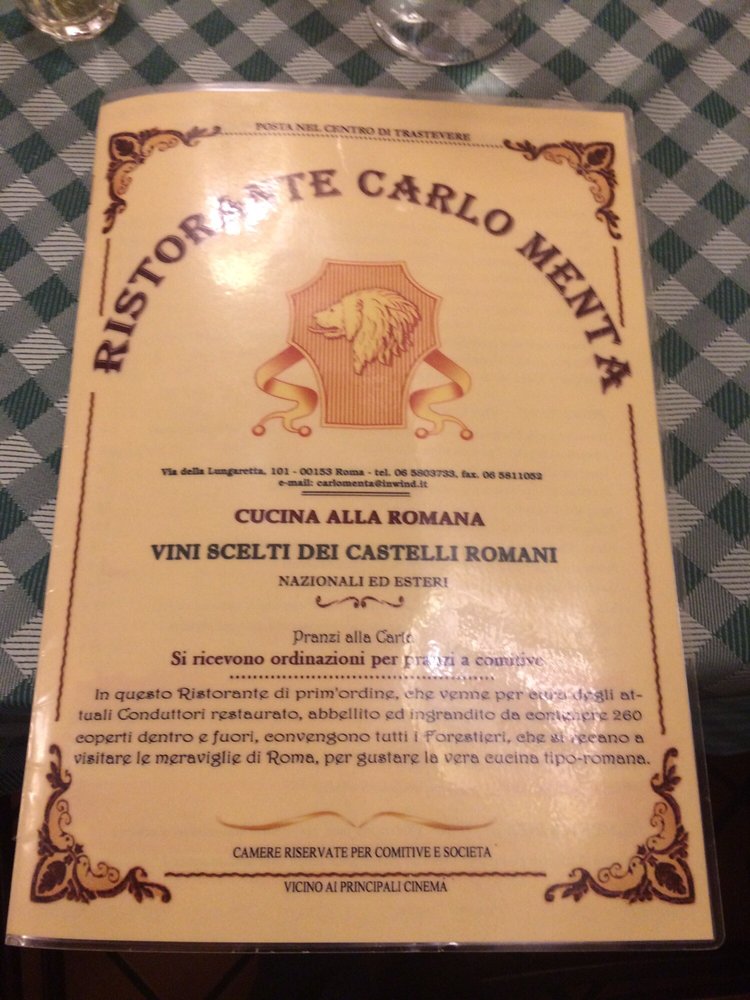 POSTA NEL CENTRO DI TRASTEVERE
RISTORANTE CARLO MENTA
Via della Lungaretta, 101 - 00153 Roma - tel. 06 5803733, fax. 06 5811052
e-mail: carlomenta@inwind.it
CUCINA ALLA ROMANA
VINI SCELTI DEI CASTELLI ROMANI
NAZIONALI ED ESTERI
Pranzi alla Carta
Si ricevono ordinazioni per pranzi a comitive
In questo Ristorante di prim'ordine, che venne per cura degli at-
tuali Conduttori restaurato, abbellito ed ingrandito da contenere 260
coperti dentro e fuori, convengono tutti i Forestieri, che si recano a
visitare le meraviglie di Roma, per gustare la vera cucina tipo-romana.
CAMERE RISERVATE PER COMITIVE E SOCIETA
VICINO AI PRINCIPALI CINEMA